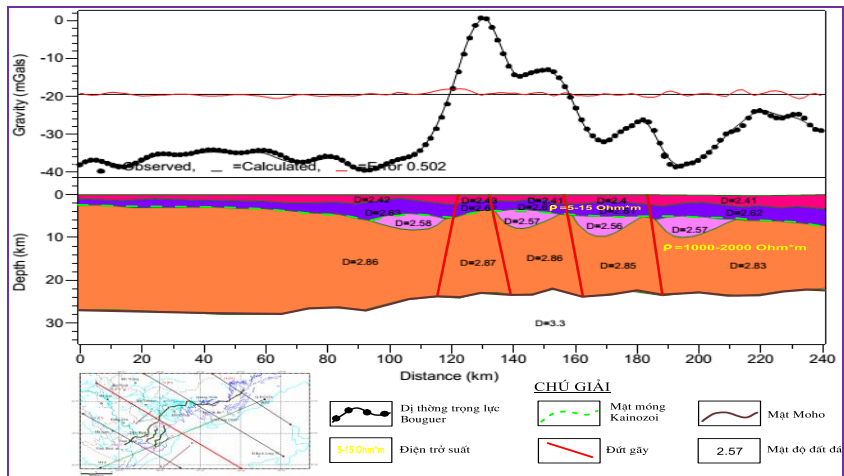 0
-10
-20
-30
-40
Gravity (mGals)
=Observed, =Calculated, =Error 0.502
0
10
20
30
Depth (km)
D=2.42 D=2.43 D=2.41 D=2.4 D=2.41
D=2.63 ρ=5-15 Ohm*m D=2.62
D=2.58 D=2.57 D=2.56 D=2.57
ρ=1000-2000 Ohm*m
D=2.86 D=2.87 D=2.86 D=2.85 D=2.83
D=3.3
0 20 40 60 80 100 120 140 160 180 200 220 240
Distance (km)
CHÚ GIẢI
Dị thường trọng lực
Bouguer
Mặt móng
Kainozoi
Mặt Moho
5-15 Ohm*m
Điện trở suất
Đứt gãy
2.57
Mật độ đất đá